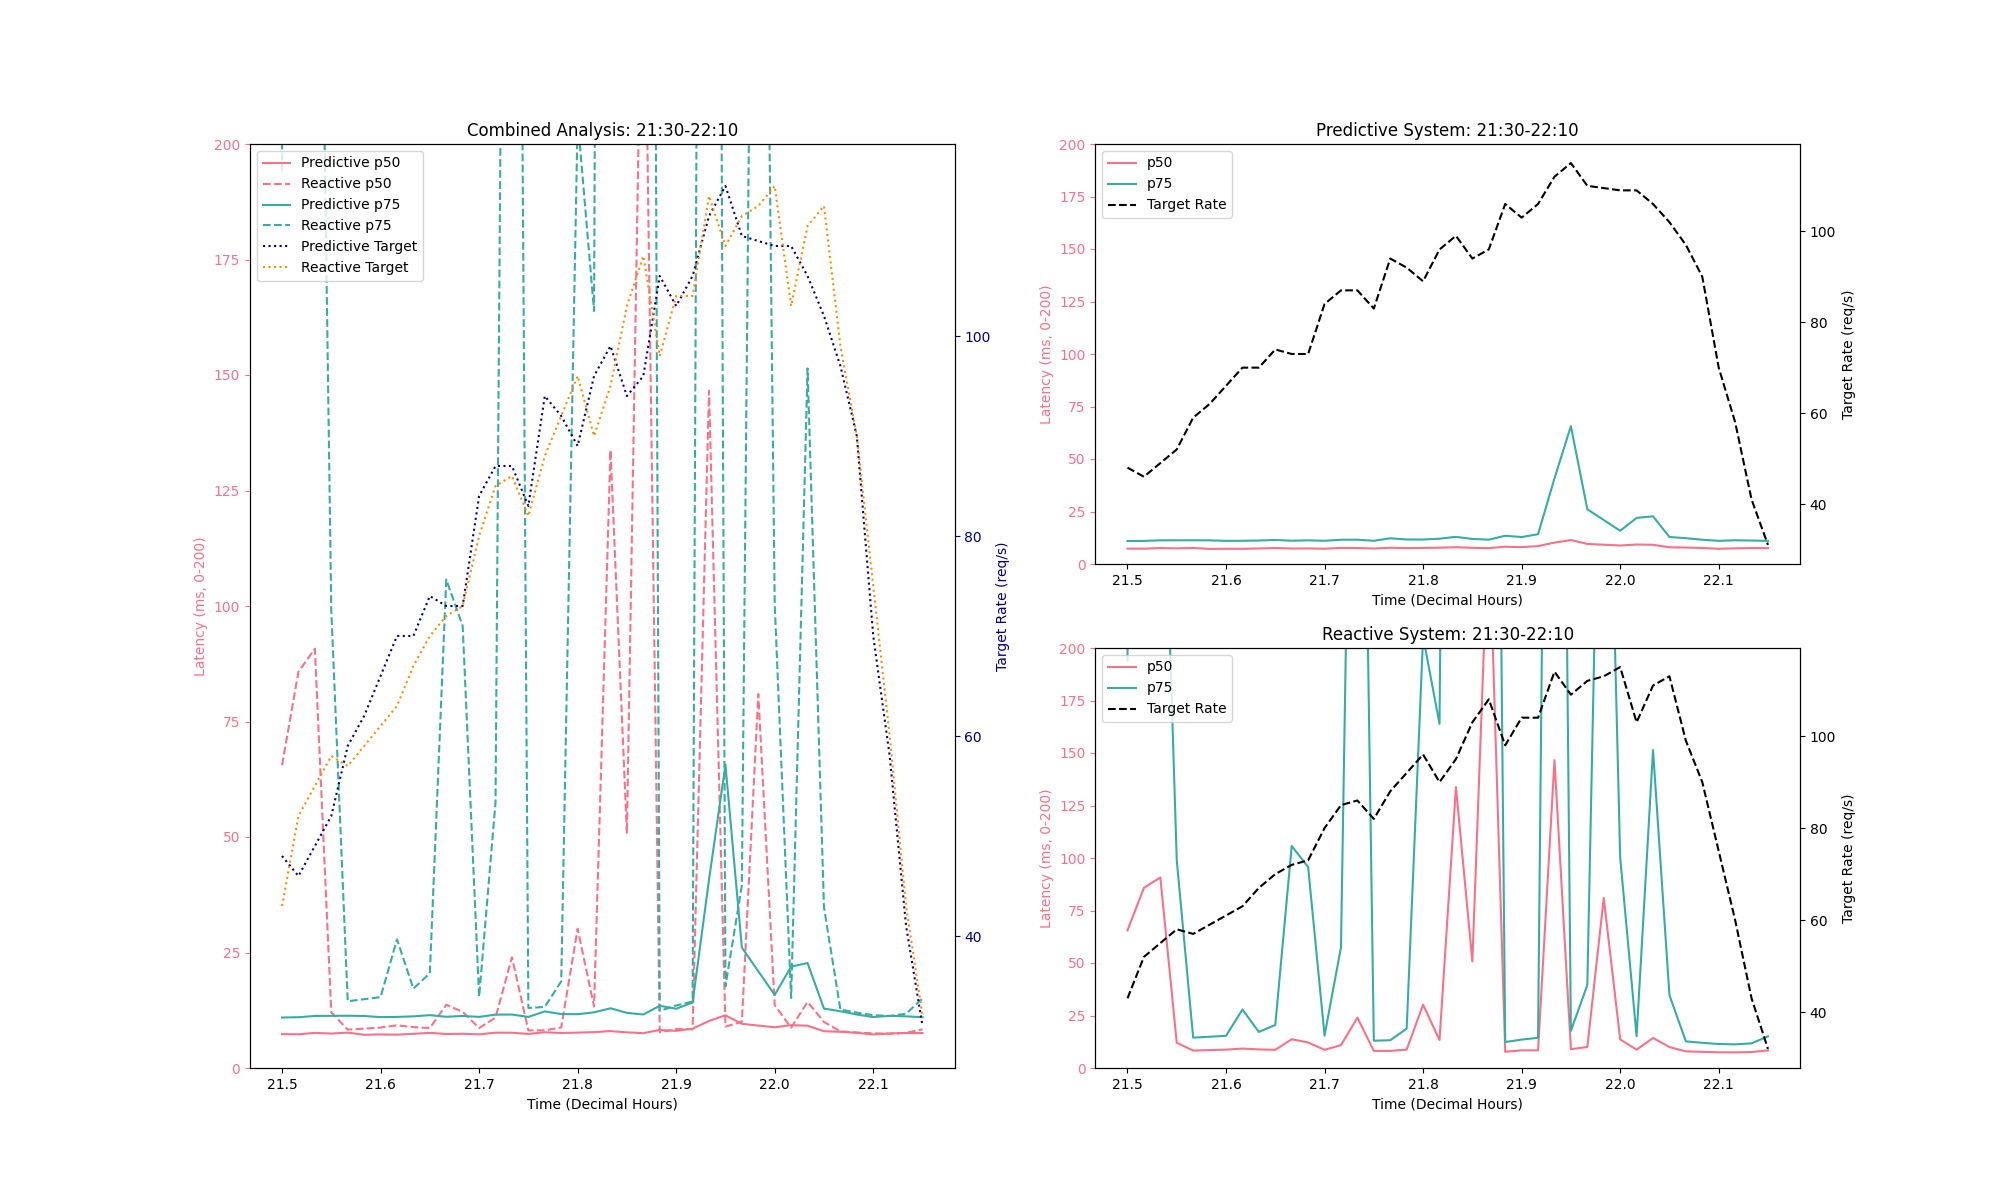 Combined Analysis: 21:30-22:10
Predictive p50
Reactive p50
Predictive p75
Reactive p75
Predictive Target
Reactive Target
200
175
150
125
100
75
50
25
0
Latency (ms, 0-200)
100
80
60
40
Target Rate (req/s)
21.5 21.6 21.7 21.8 21.9 22.0 22.1
Time (Decimal Hours)
Predictive System: 21:30-22:10
p50
p75
Target Rate
200
175
150
125
100
75
50
25
0
Latency (ms, 0-200)
100
80
60
40
Target Rate (req/s)
21.5 21.6 21.7 21.8 21.9 22.0 22.1
Time (Decimal Hours)
Reactive System: 21:30-22:10
p50
p75
Target Rate
200
175
150
125
100
75
50
25
0
Latency (ms, 0-200)
100
80
60
40
Target Rate (req/s)
21.5 21.6 21.7 21.8 21.9 22.0 22.1
Time (Decimal Hours)